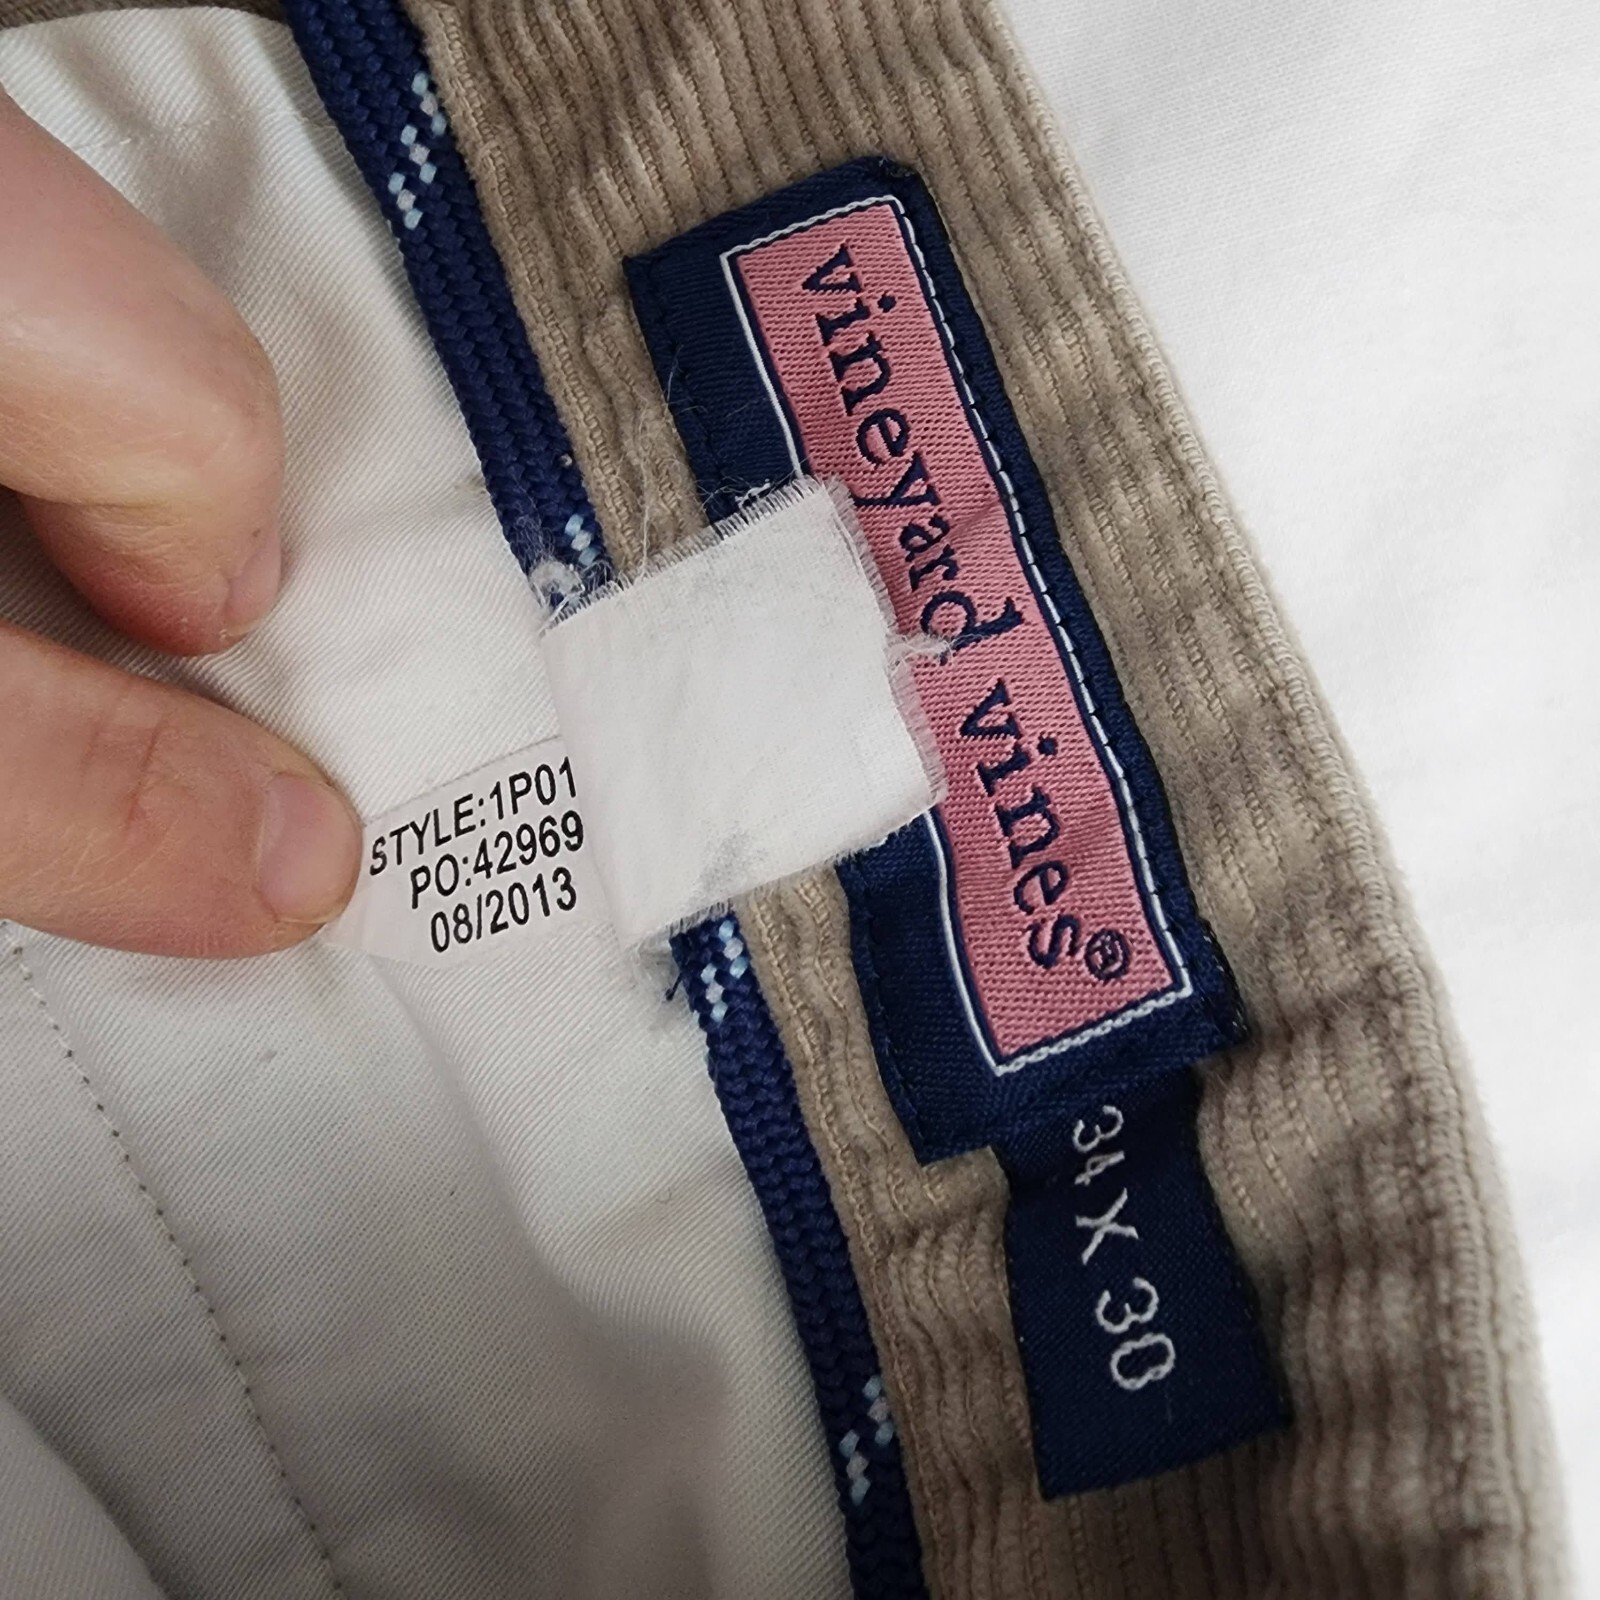 vineyard vines®
34 X 30
STYLE:1P01
PO:42969
08/2013